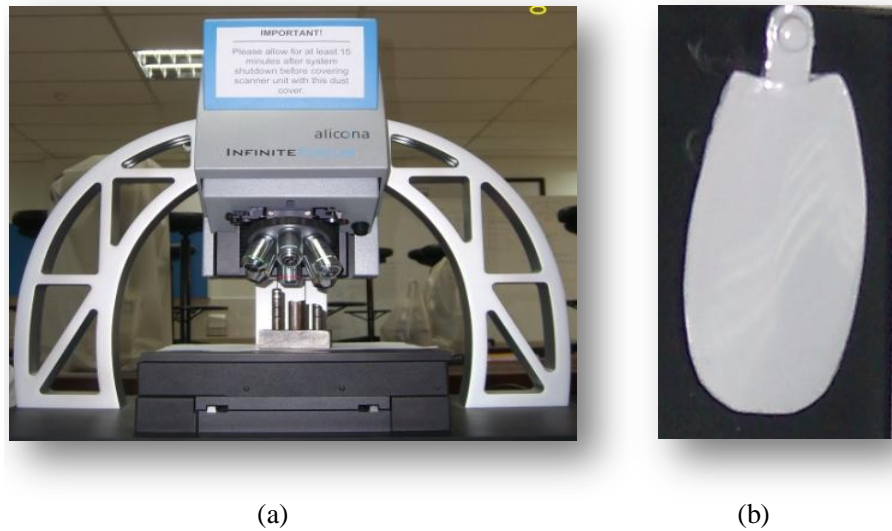 IMPORTANT!
Please allow for at least 15
minutes after system
shutdown before covering
scanner unit with this dust
cover.
alicona
INFINITEFOCUS
(a)
(b)